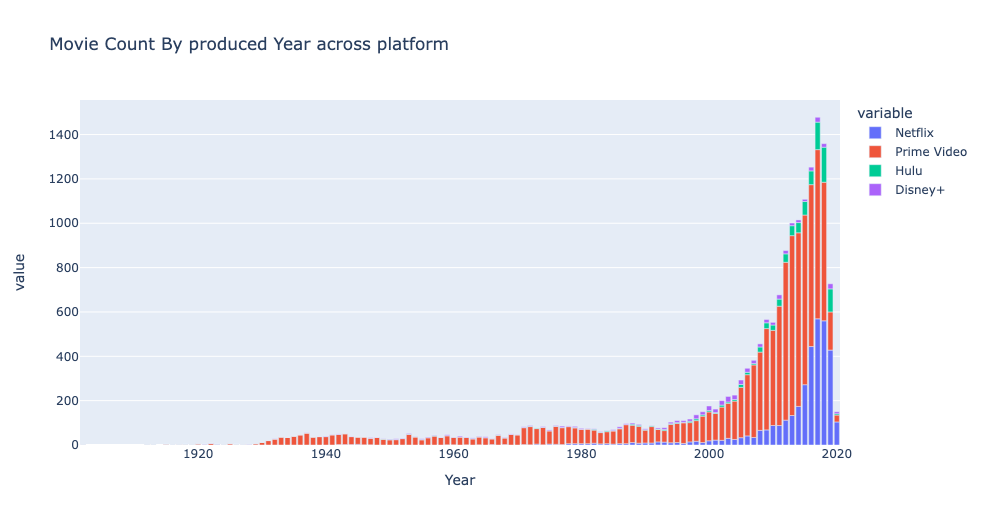 Movie Count By produced Year across platform
variable
Netflix
Prime Video
Hulu
Disney+
value
1400
1200
1000
800
600
400
200
0
1920 1940 1960 1980 2000 2020
Year